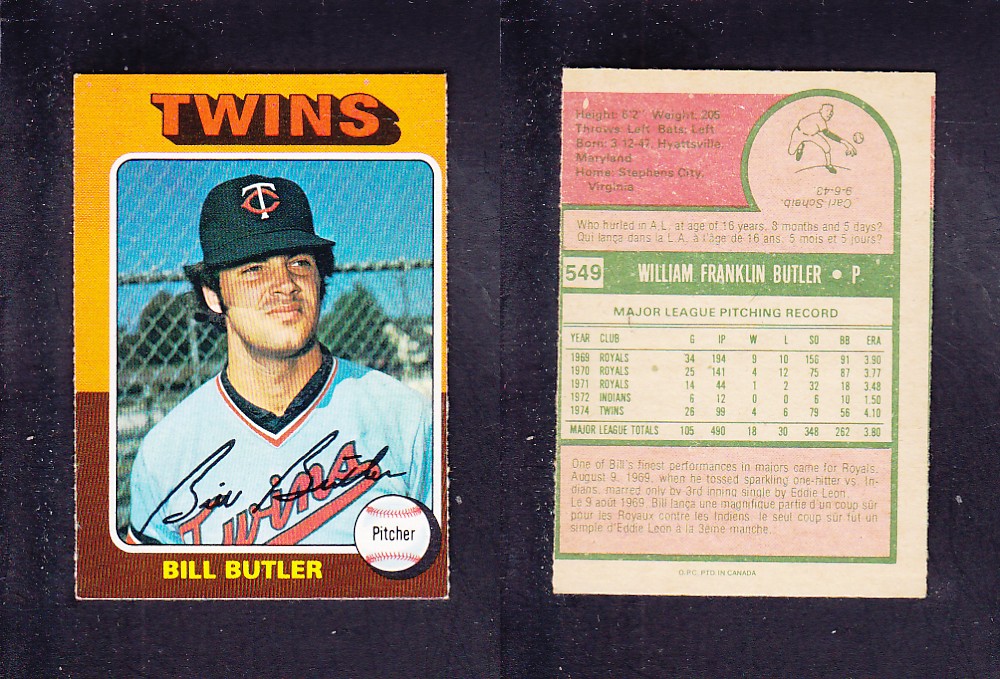 TWINS
TC
Bill Butler
Twins
Pitcher
BILL BUTLER
Height: 6'2" Weight: 205
Throws: Left Bats: Left
Born: 3-12-47, Hyattsville,
Maryland
Home: Stephens City,
Virginia
Carl Scheib.
9-6-43
Who hurled in A.L. at age of 16 years, 8 months and 5 days?
Qui lança dans la L.A. à l'âge de 16 ans, 5 mois et 5 jours?
549 WILLIAM FRANKLIN BUTLER • P
MAJOR LEAGUE PITCHING RECORD
YEAR CLUB G IP W L SO BB ERA
1969 ROYALS 34 194 9 10 156 91 3.90
1970 ROYALS 25 141 4 12 75 87 3.77
1971 ROYALS 14 44 1 2 32 18 3.48
1972 INDIANS 6 12 0 0 6 10 1.50
1974 TWINS 26 99 4 6 79 56 4.10
MAJOR LEAGUE TOTALS 105 490 18 30 348 262 3.80
One of Bill's finest performances in majors came for Royals,
August 9, 1969, when he tossed sparkling one-hitter vs. In-
dians, marred only by 3rd inning single by Eddie Leon.
Le 9 août 1969, Bill lança une magnifique partie d'un coup sûr
pour les Royaux contre les Indiens, le seul coup sûr fut un
simple d'Eddie Leon à la 3ème manche.
O.P.C. PTD. IN CANADA